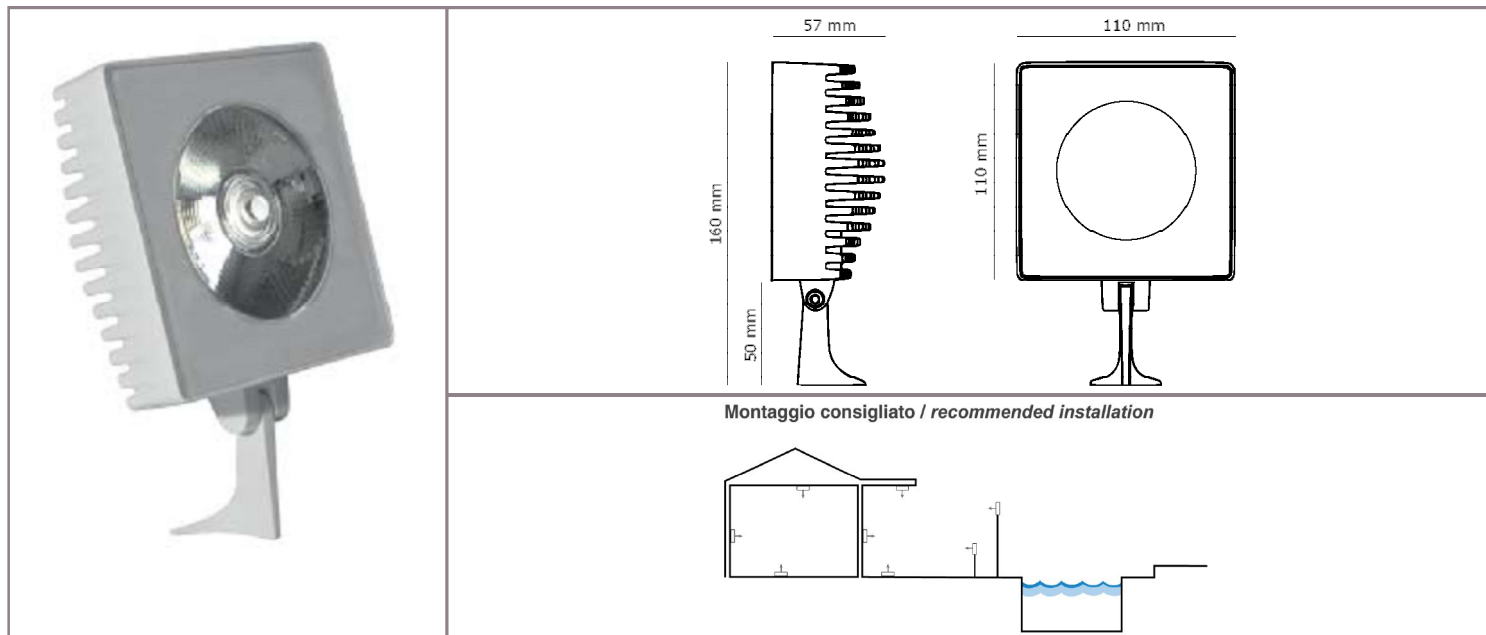 57 mm
110 mm
160 mm
110 mm
50 mm
Montaggio consigliato / recommended installation